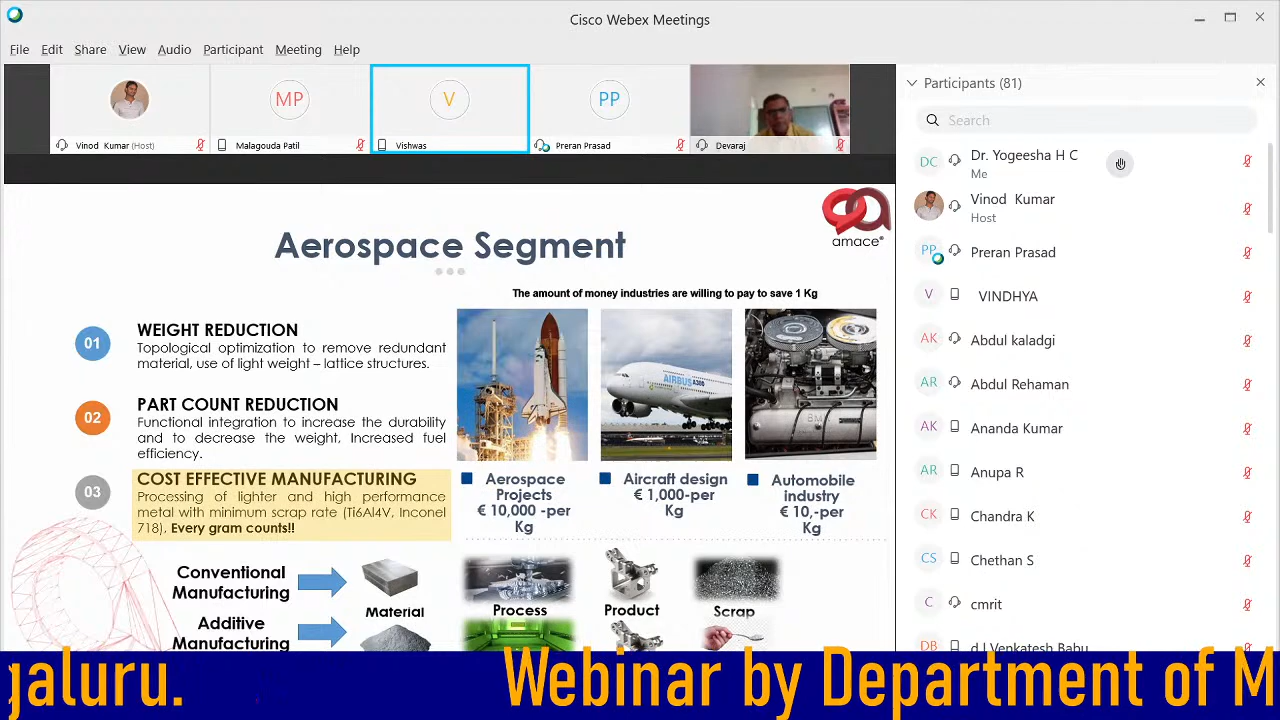 Cisco Webex Meetings
File Edit Share View Audio Participant Meeting Help
MP
V
PP
Vinod Kumar (Host)
Malagouda Patil
Vishwas
Preran Prasad
Devaraj
Participants (81)
Search
DC Dr. Yogeesha H C
Me
Vinod Kumar
Host
PP Preran Prasad
V VINDHYA
AK Abdul kaladgi
AR Abdul Rehaman
AK Ananda Kumar
AR Anupa R
CK Chandra K
CS Chethan S
C cmrit
DB d J Venkatesh Babu
amace®
Aerospace Segment
The amount of money industries are willing to pay to save 1 Kg
01
WEIGHT REDUCTION
Topological optimization to remove redundant
material, use of light weight – lattice structures.
02
PART COUNT REDUCTION
Functional integration to increase the durability
and to decrease the weight. Increased fuel
efficiency.
03
COST EFFECTIVE MANUFACTURING
Processing of lighter and high performance
metal with minimum scrap rate (Ti6Al4V, Inconel
718), Every gram counts!!
AIRBUS A380
Aerospace
Projects
€ 10,000 -per
Kg
Aircraft design
€ 1,000-per
Kg
Automobile
industry
€ 10,-per
Kg
Conventional
Manufacturing
Material
Process
Product
Scrap
Additive
Manufacturing
galuru. Webinar by Department of M